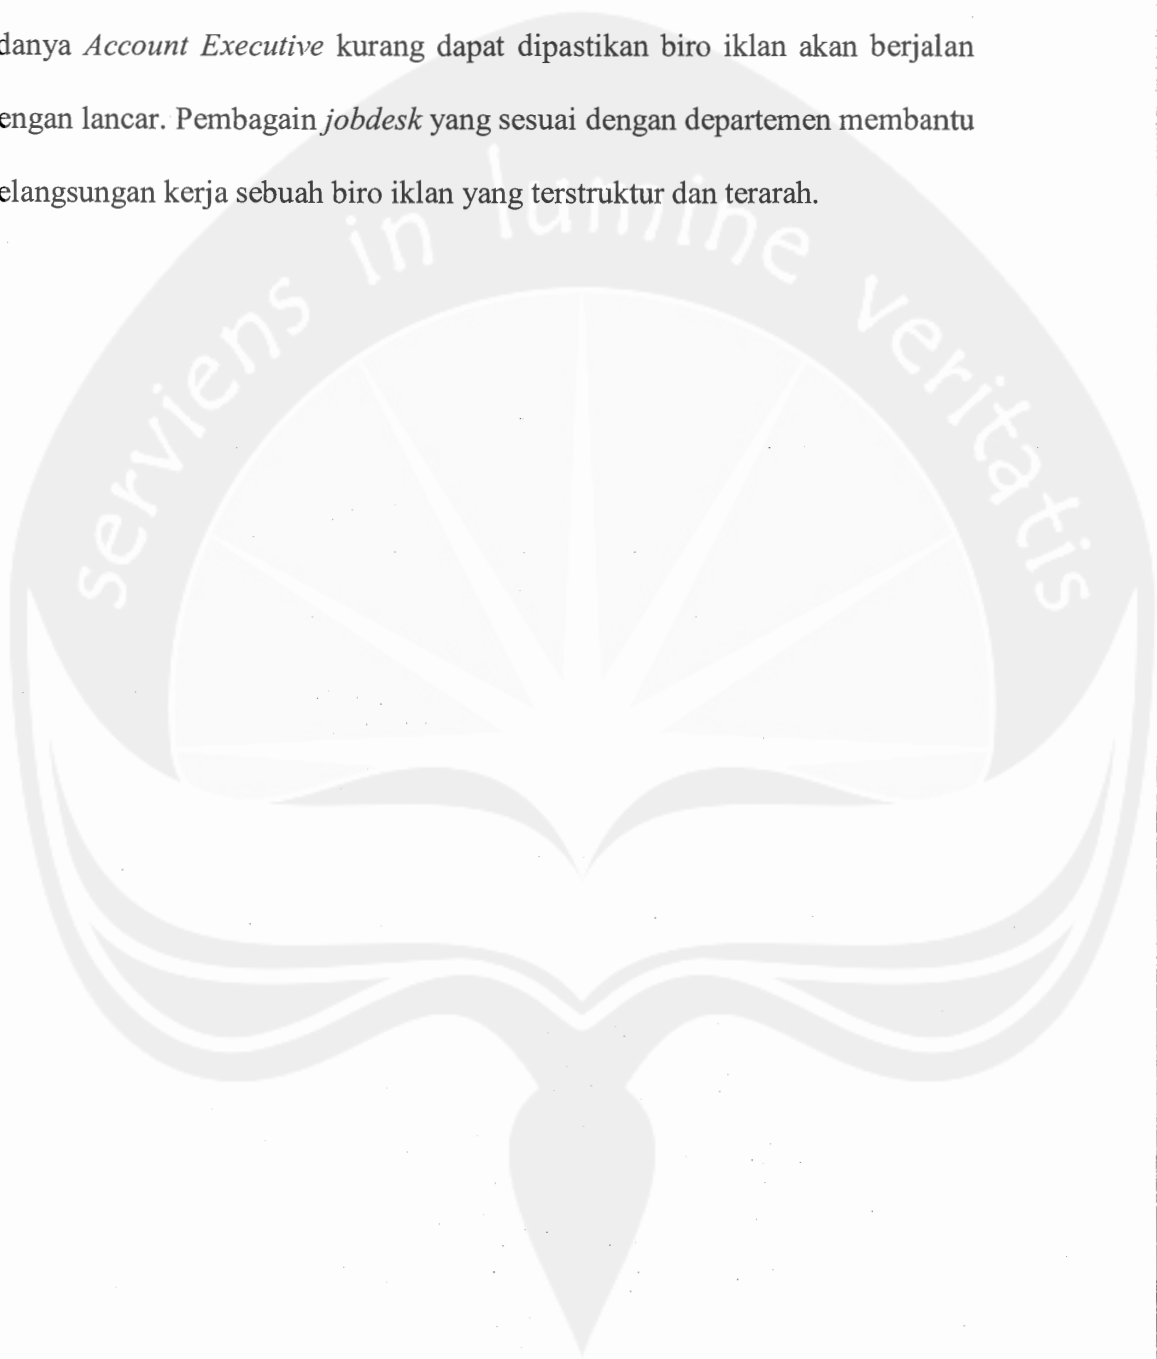 danya Account Executive kurang dapat dipastikan biro iklan akan berjalan
engan lancar. Pembagain jobdesk yang sesuai dengan departemen membantu
elangsungan kerja sebuah biro iklan yang terstruktur dan terarah.
serviens in lumine veritatis